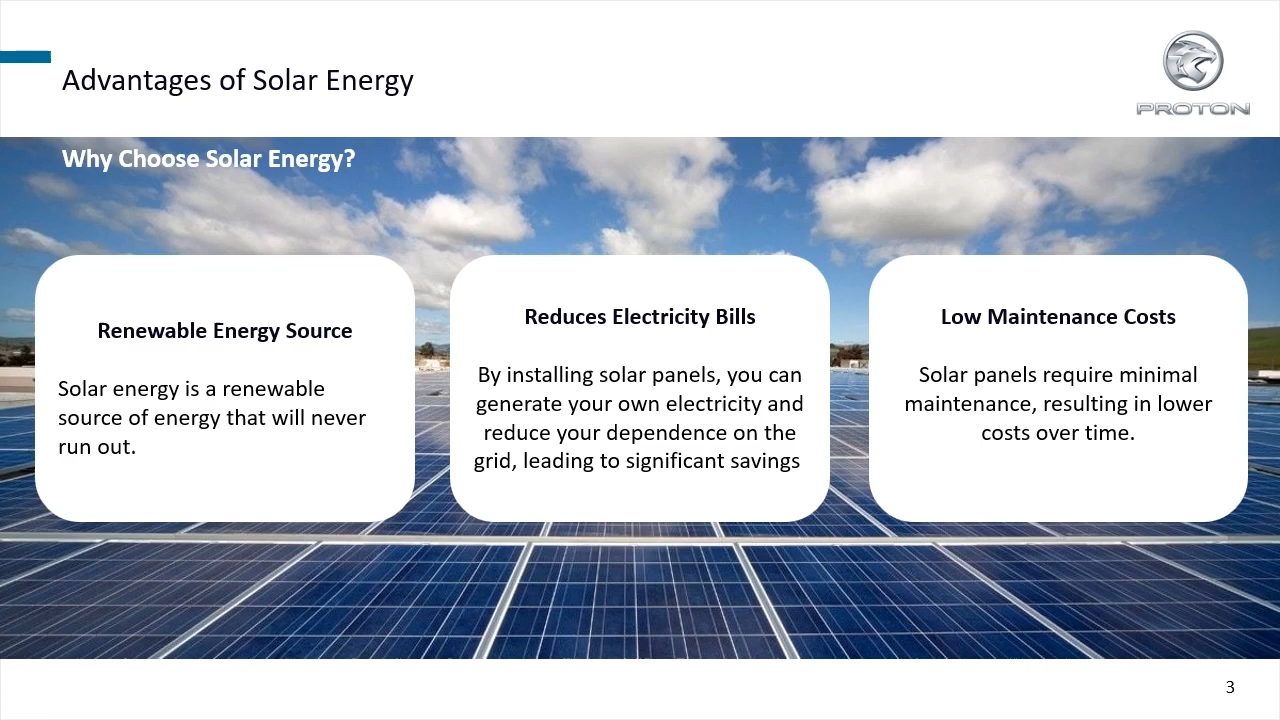 Advantages of Solar Energy
PROTON
Why Choose Solar Energy?
Renewable Energy Source
Solar energy is a renewable
source of energy that will never
run out.
Reduces Electricity Bills
By installing solar panels, you can
generate your own electricity and
reduce your dependence on the
grid, leading to significant savings
Low Maintenance Costs
Solar panels require minimal
maintenance, resulting in lower
costs over time.
3